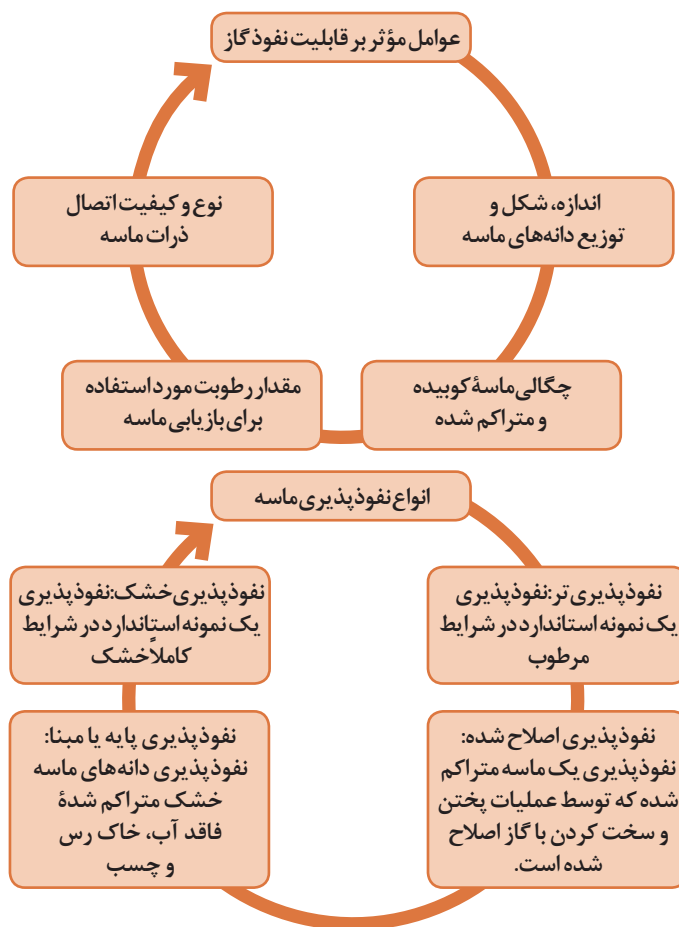 عوامل مؤثر بر قابلیت نفوذ گاز
اندازه، شکل و
توزیع دانه‌های ماسه
چگالی ماسهٔ کوبیده
و متراکم شده
مقدار رطوبت مورد استفاده
برای بازیابی ماسه
نوع و کیفیت اتصال
ذرات ماسه
انواع نفوذپذیری ماسه
نفوذپذیری تر: نفوذپذیری
یک نمونه استاندارد در شرایط
مرطوب
نفوذپذیری اصلاح شده:
نفوذپذیری یک ماسه متراکم
شده که توسط عملیات پختن
و سخت کردن با گاز اصلاح
شده است.
نفوذپذیری پایه یا مبنا:
نفوذپذیری دانه‌های ماسه
خشک متراکم شدهٔ
فاقد آب، خاک رس
و چسب
نفوذپذیری خشک: نفوذپذیری
یک نمونه استاندارد در شرایط
کاملاً خشک